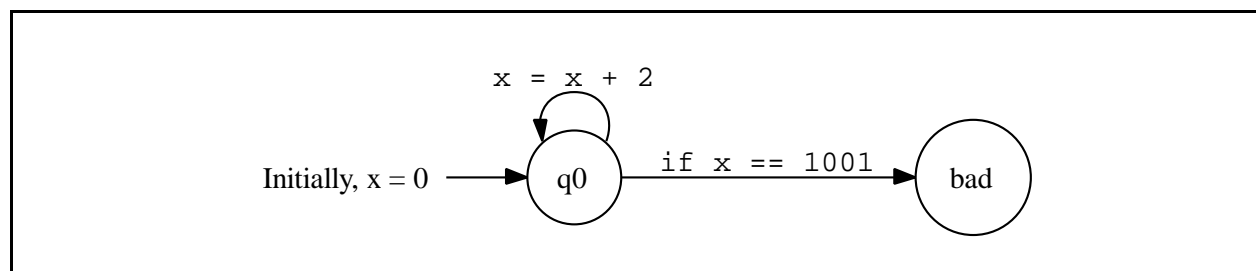 x = x + 2
Initially, x = 0
q0
if x == 1001
bad